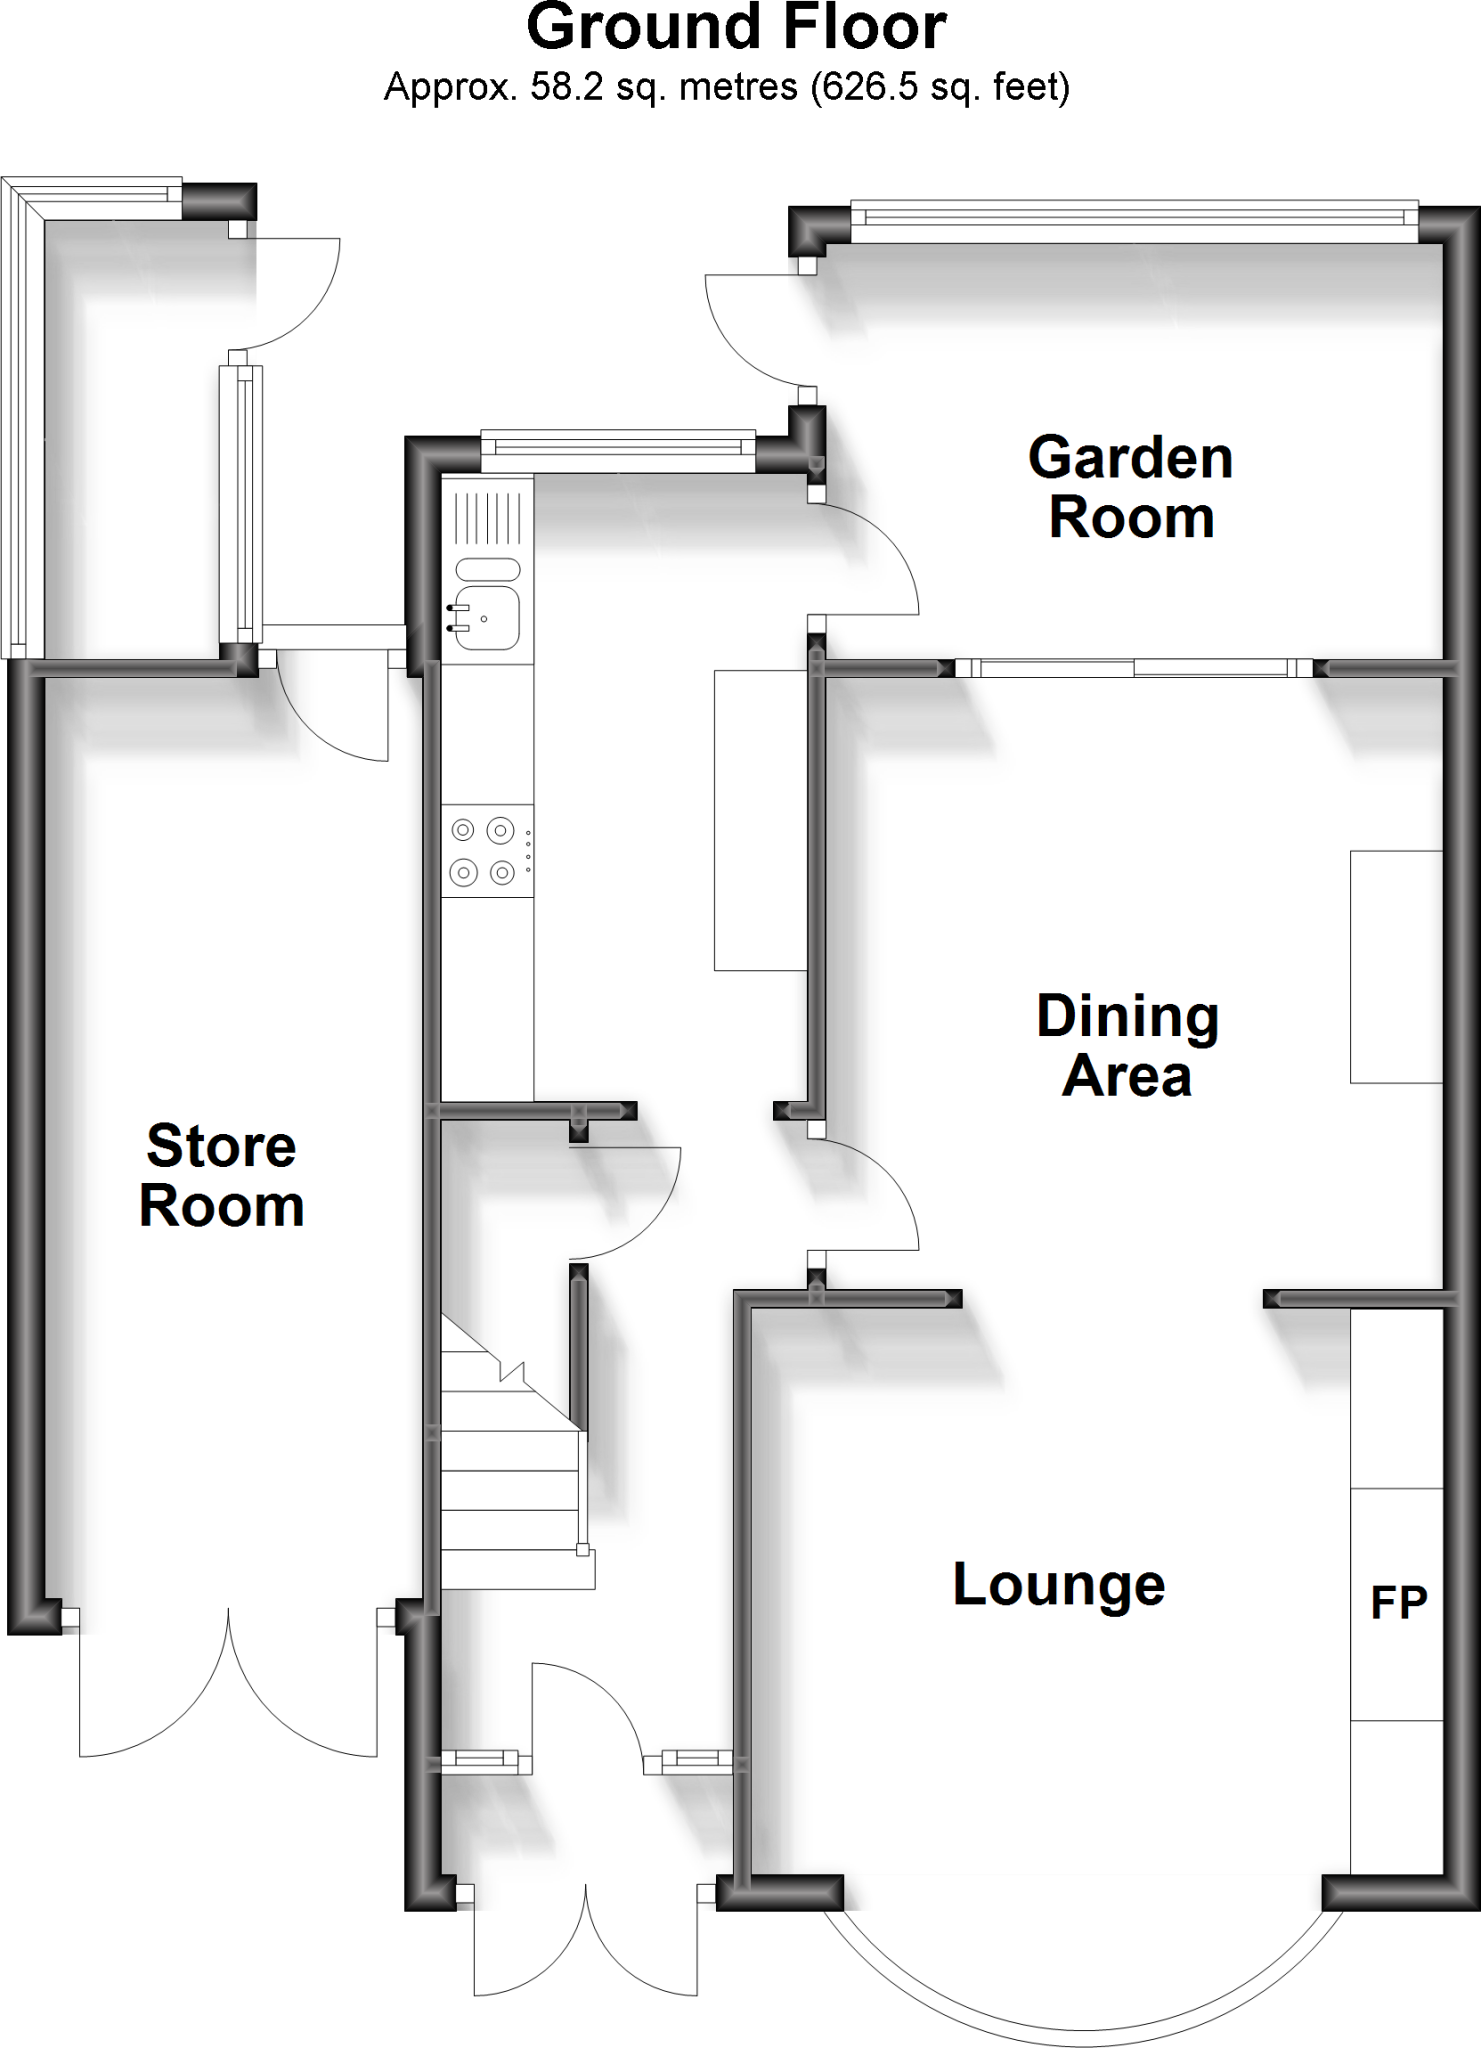 Ground Floor
Approx. 58.2 sq. metres (626.5 sq. feet)
Garden
Room
Dining
Area
Store
Room
Lounge
FP